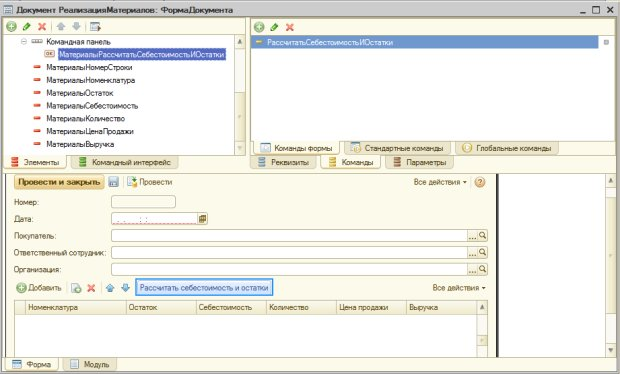 Документ РеализацияМатериалов: ФормаДокумента
Командная панель
МатериалыРассчитатьСебестоимостьИОстатки
МатериалыНомерСтроки
МатериалыНоменклатура
МатериалыОстаток
МатериалыСебестоимость
МатериалыКоличество
МатериалыЦенаПродажи
МатериалыВыручка
Элементы
Командный интерфейс
РассчитатьСебестоимостьИОстатки
Команды формы
Стандартные команды
Глобальные команды
Реквизиты
Команды
Параметры
Провести и закрыть
Провести
Все действия
Номер:
Дата:
Покупатель:
Ответственный сотрудник:
Организация:
Добавить
Рассчитать себестоимость и остатки
Все действия
Номенклатура Остаток Себестоимость Количество Цена продажи Выручка
Форма
Модуль